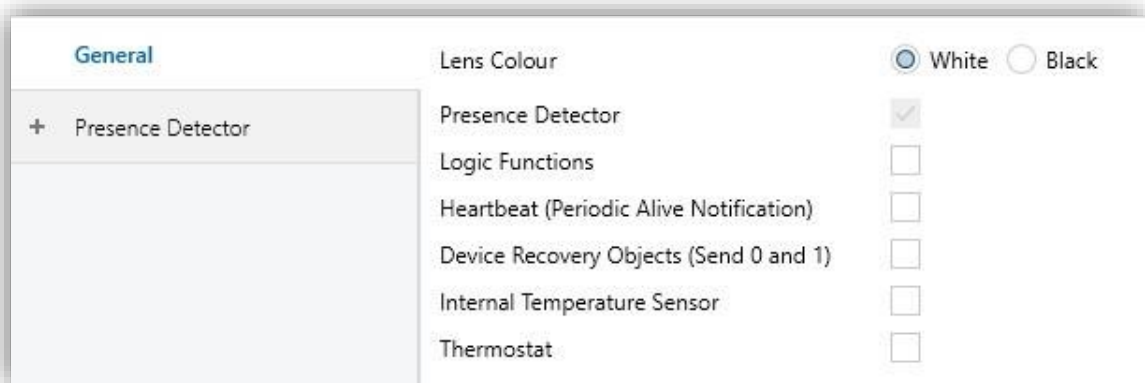 General
+ Presence Detector
Lens Colour White Black
Presence Detector
Logic Functions
Heartbeat (Periodic Alive Notification)
Device Recovery Objects (Send 0 and 1)
Internal Temperature Sensor
Thermostat